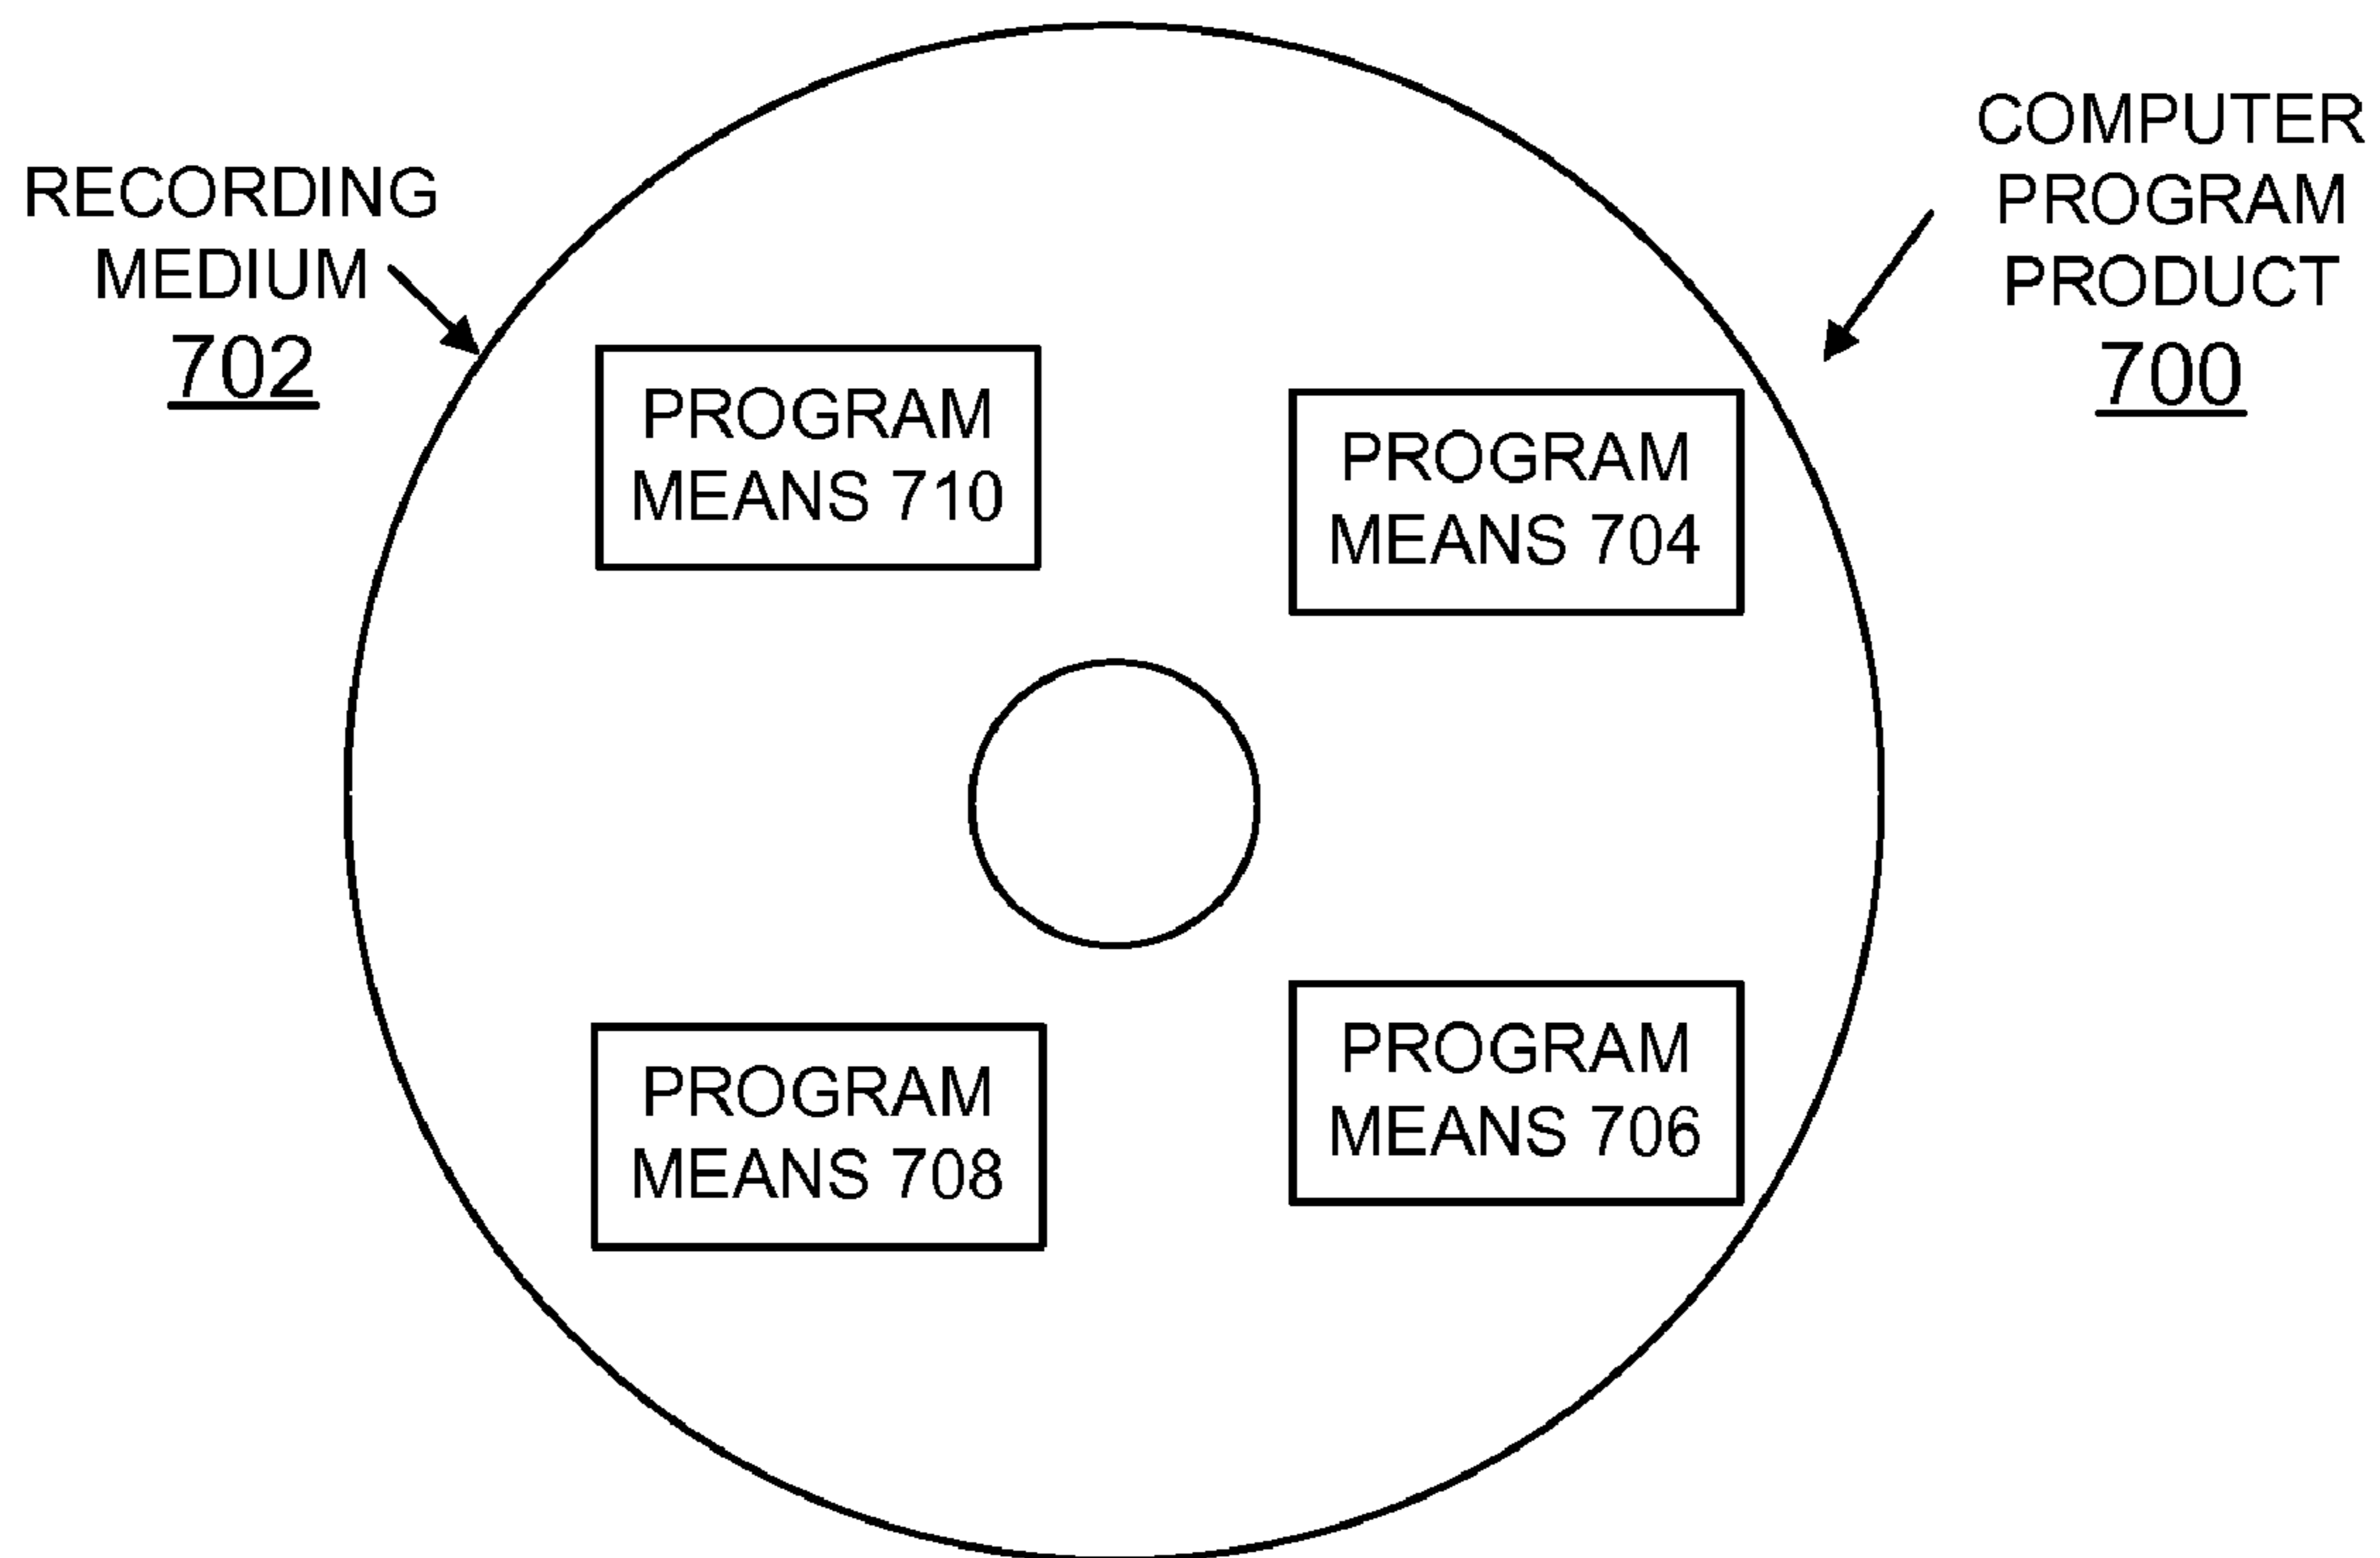 RECORDING
MEDIUM
702
COMPUTER
PROGRAM
PRODUCT
700
PROGRAM
MEANS 710
PROGRAM
MEANS 704
PROGRAM
MEANS 708
PROGRAM
MEANS 706